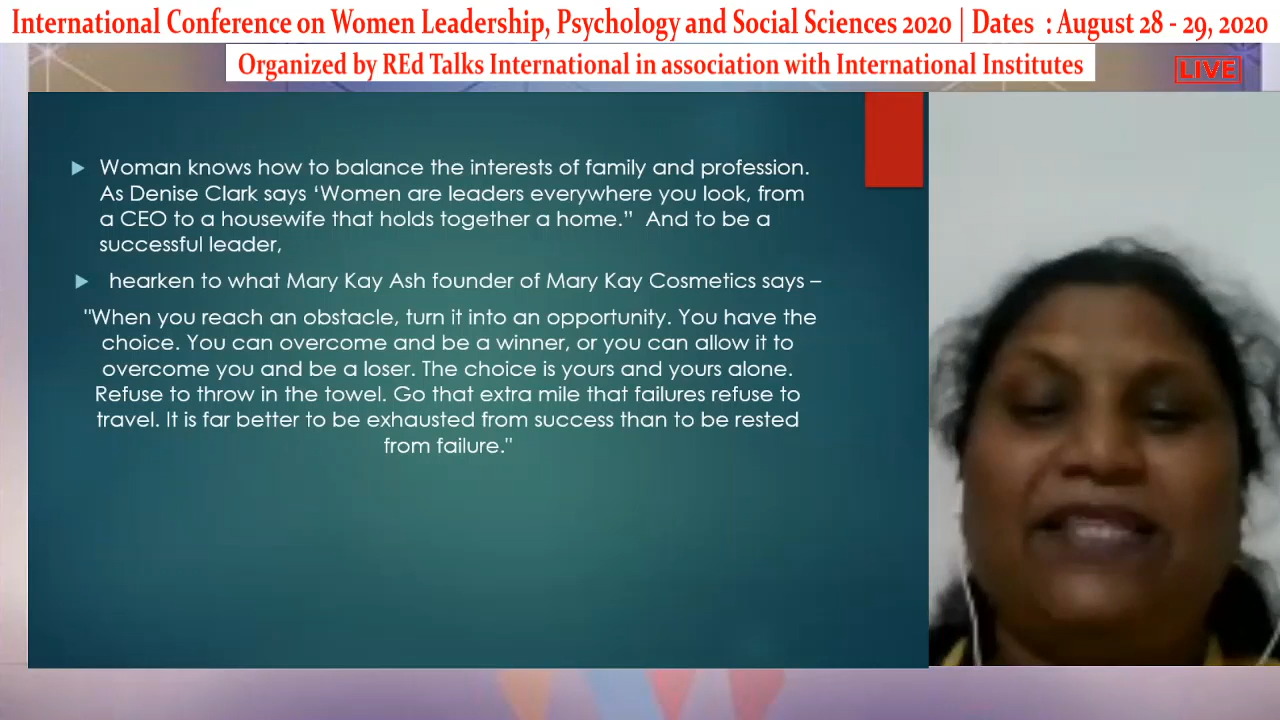 International Conference on Women Leadership, Psychology and Social Sciences 2020 | Dates : August 28 - 29, 2020
Organized by REd Talks International in association with International Institutes
LIVE
Woman knows how to balance the interests of family and profession.
As Denise Clark says ‘Women are leaders everywhere you look, from
a CEO to a housewife that holds together a home.” And to be a
successful leader,
hearken to what Mary Kay Ash founder of Mary Kay Cosmetics says –
"When you reach an obstacle, turn it into an opportunity. You have the
choice. You can overcome and be a winner, or you can allow it to
overcome you and be a loser. The choice is yours and yours alone.
Refuse to throw in the towel. Go that extra mile that failures refuse to
travel. It is far better to be exhausted from success than to be rested
from failure."